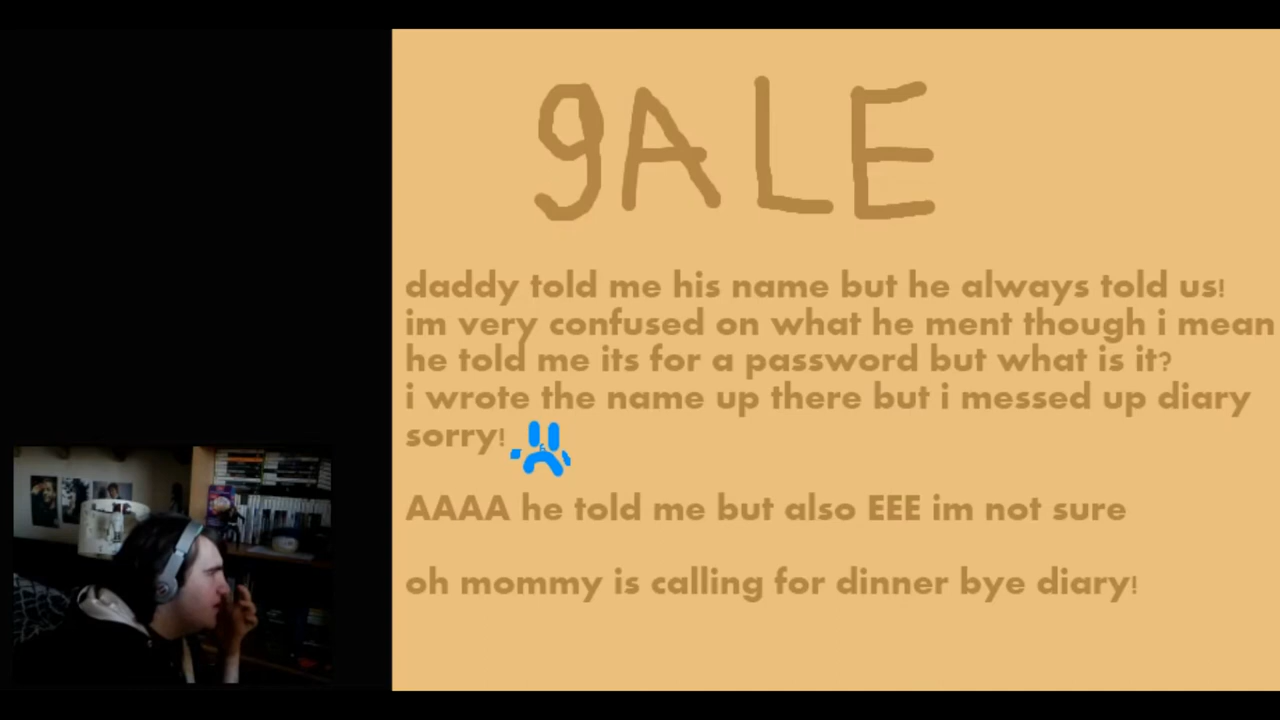 gALE
daddy told me his name but he always told us!
im very confused on what he ment though i mean
he told me its for a password but what is it?
i wrote the name up there but i messed up diary
sorry!
AAAA he told me but also EEE im not sure
oh mommy is calling for dinner bye diary!